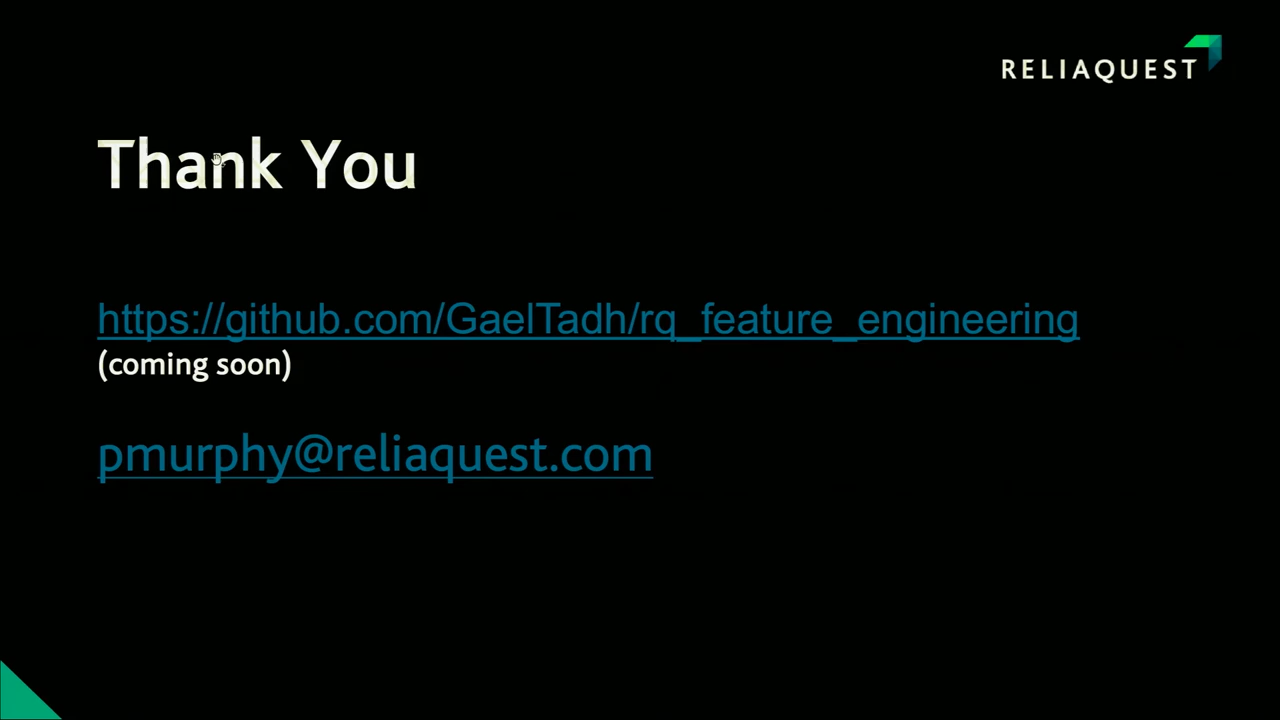 RELIAQUEST
Thank You
https://github.com/GaelTadh/rq_feature_engineering
(coming soon)
pmurphy@reliaquest.com